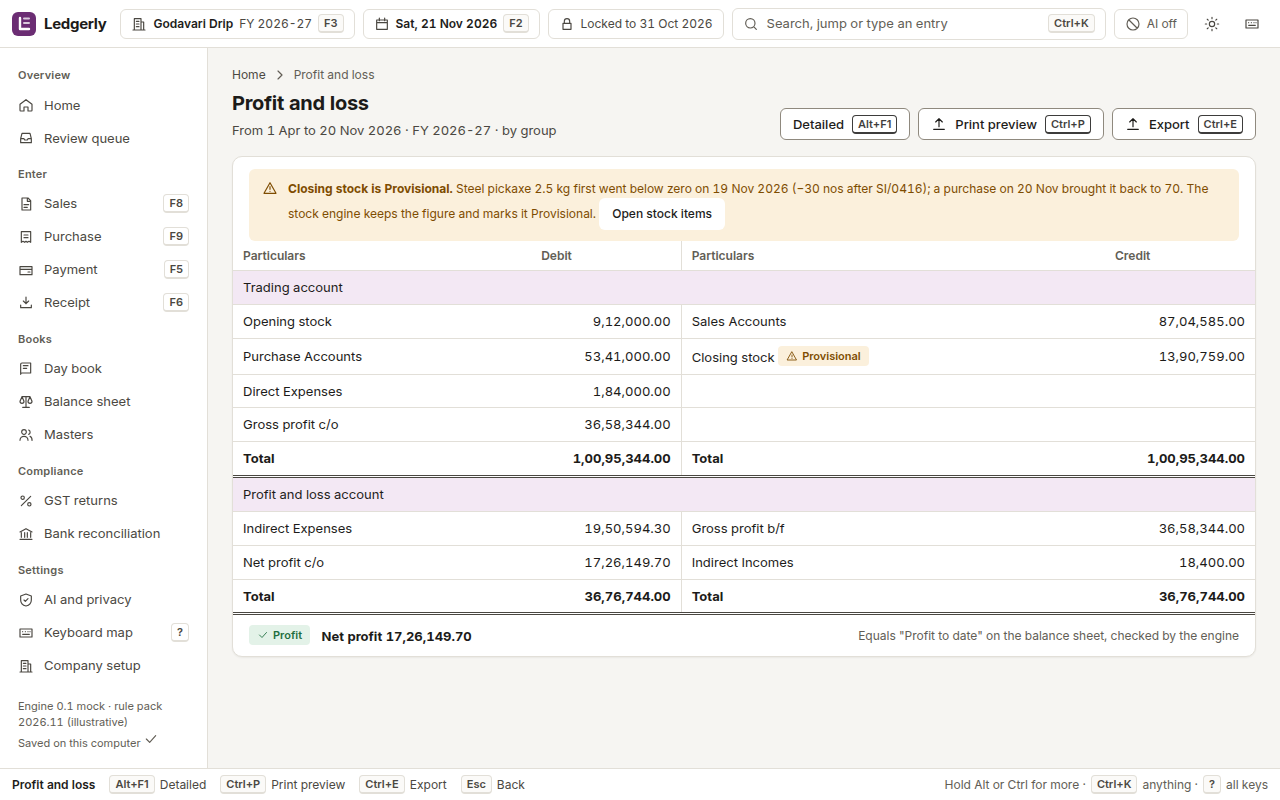 Ledgerly
Godavari Drip FY 2026-27 F3
Sat, 21 Nov 2026 F2
Locked to 31 Oct 2026
Search, jump or type an entry Ctrl+K
AI off
Overview
Home
Review queue
Enter
Sales F8
Purchase F9
Payment F5
Receipt F6
Books
Day book
Balance sheet
Masters
Compliance
GST returns
Bank reconciliation
Settings
AI and privacy
Keyboard map ?
Company setup
Engine 0.1 mock · rule pack
2026.11 (illustrative)
Saved on this computer
Home > Profit and loss
Profit and loss
From 1 Apr to 20 Nov 2026 · FY 2026-27 · by group
Detailed Alt+F1
Print preview Ctrl+P
Export Ctrl+E
Closing stock is Provisional. Steel pickaxe 2.5 kg first went below zero on 19 Nov 2026 (−30 nos after SI/0416); a purchase on 20 Nov brought it back to 70. The
stock engine keeps the figure and marks it Provisional. Open stock items
Particulars Debit Particulars Credit
Trading account
Opening stock 9,12,000.00 Sales Accounts 87,04,585.00
Purchase Accounts 53,41,000.00 Closing stock Provisional 13,90,759.00
Direct Expenses 1,84,000.00
Gross profit c/o 36,58,344.00
Total 1,00,95,344.00 Total 1,00,95,344.00
Profit and loss account
Indirect Expenses 19,50,594.30 Gross profit b/f 36,58,344.00
Net profit c/o 17,26,149.70 Indirect Incomes 18,400.00
Total 36,76,744.00 Total 36,76,744.00
Profit Net profit 17,26,149.70 Equals "Profit to date" on the balance sheet, checked by the engine
Profit and loss Alt+F1 Detailed Ctrl+P Print preview Ctrl+E Export Esc Back
Hold Alt or Ctrl for more · Ctrl+K anything · ? all keys